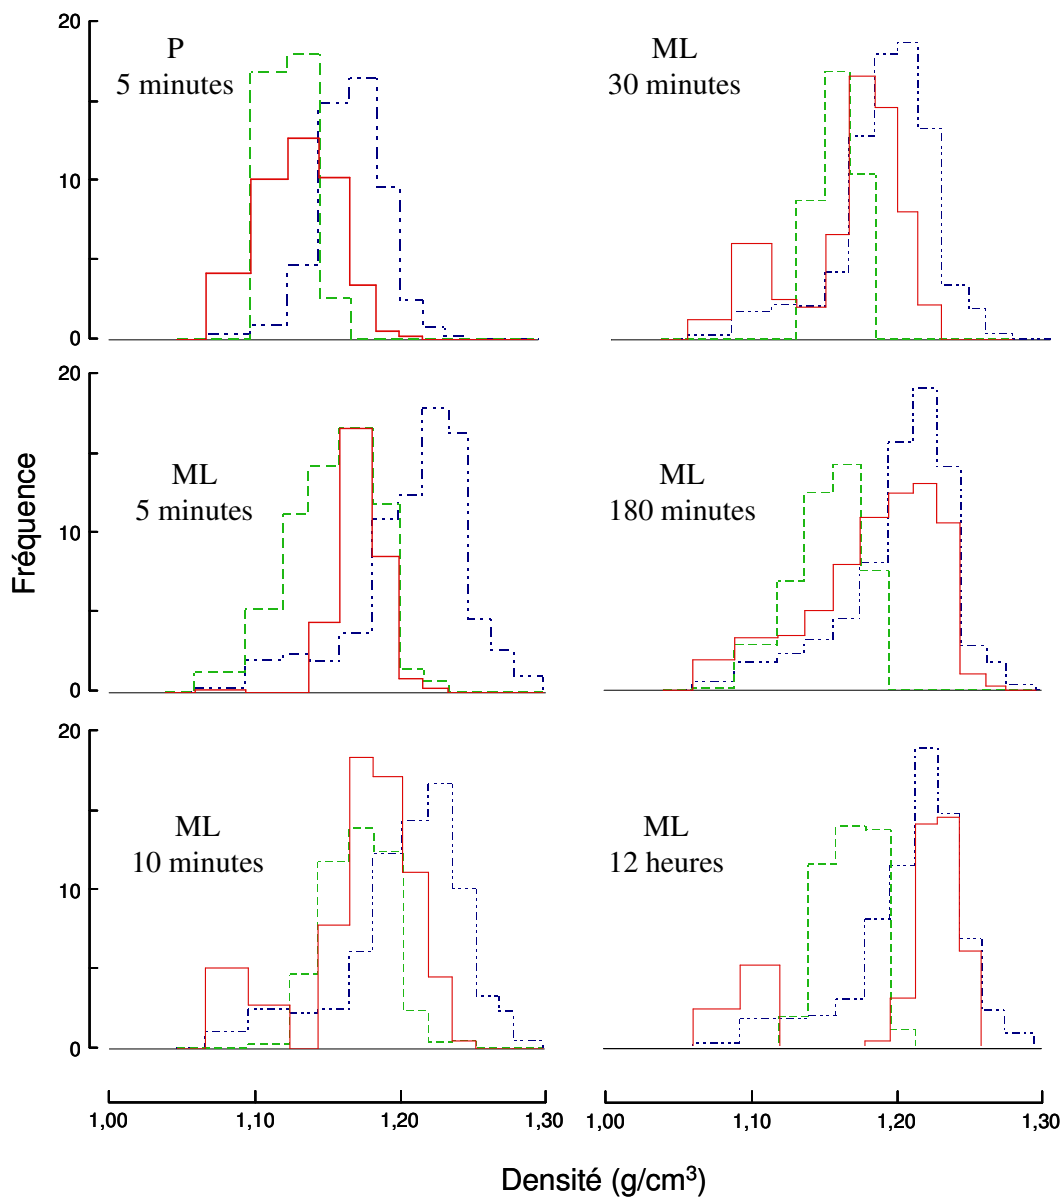 20
P
5 minutes
ML
30 minutes
10
0
20
ML
5 minutes
ML
180 minutes
10
0
Fréquence
20
ML
10 minutes
ML
12 heures
10
0
1,00 1,10 1,20 1,30
1,00 1,10 1,20 1,30
Densité (g/cm³)